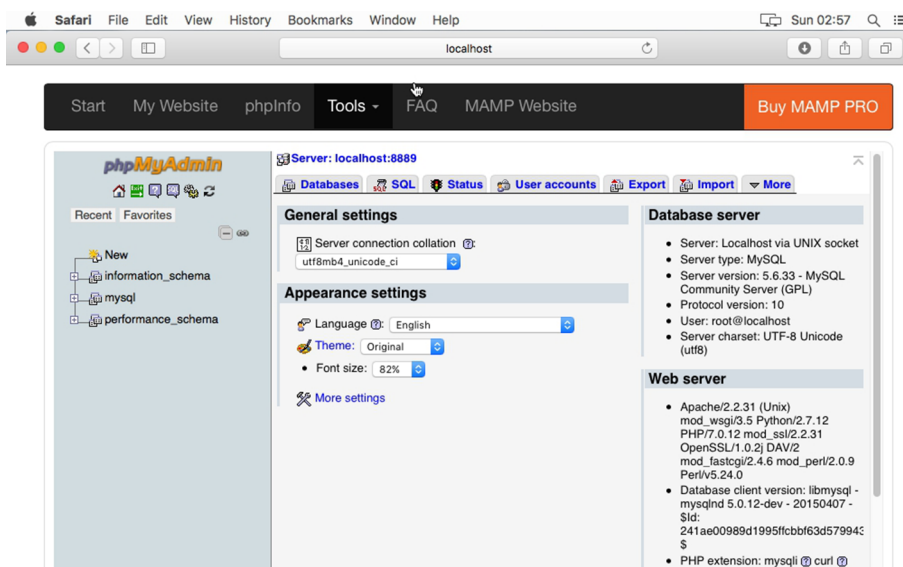 Safari File Edit View History Bookmarks Window Help Sun 02:57
localhost
Start My Website phpInfo Tools FAQ MAMP Website Buy MAMP PRO
phpMyAdmin
Recent Favorites
New
information_schema
mysql
performance_schema
Server: localhost:8889
Databases SQL Status User accounts Export Import More
General settings
Server connection collation
utf8mb4_unicode_ci
Appearance settings
Language : English
Theme: Original
Font size: 82%
More settings
Database server
Server: Localhost via UNIX socket
Server type: MySQL
Server version: 5.6.33 - MySQL
Community Server (GPL)
Protocol version: 10
User: root@localhost
Server charset: UTF-8 Unicode
(utf8)
Web server
Apache/2.2.31 (Unix)
mod_wsgi/3.5 Python/2.7.12
PHP/7.0.12 mod_ssl/2.2.31
OpenSSL/1.0.2j DAV/2
mod_fastcgi/2.4.6 mod_perl/2.0.9
Perl/v5.24.0
Database client version: libmysql -
mysqlnd 5.0.12-dev - 20150407 -
$Id:
241ae00989d1995ffcbbf63d579943
$
PHP extension: mysqli curl